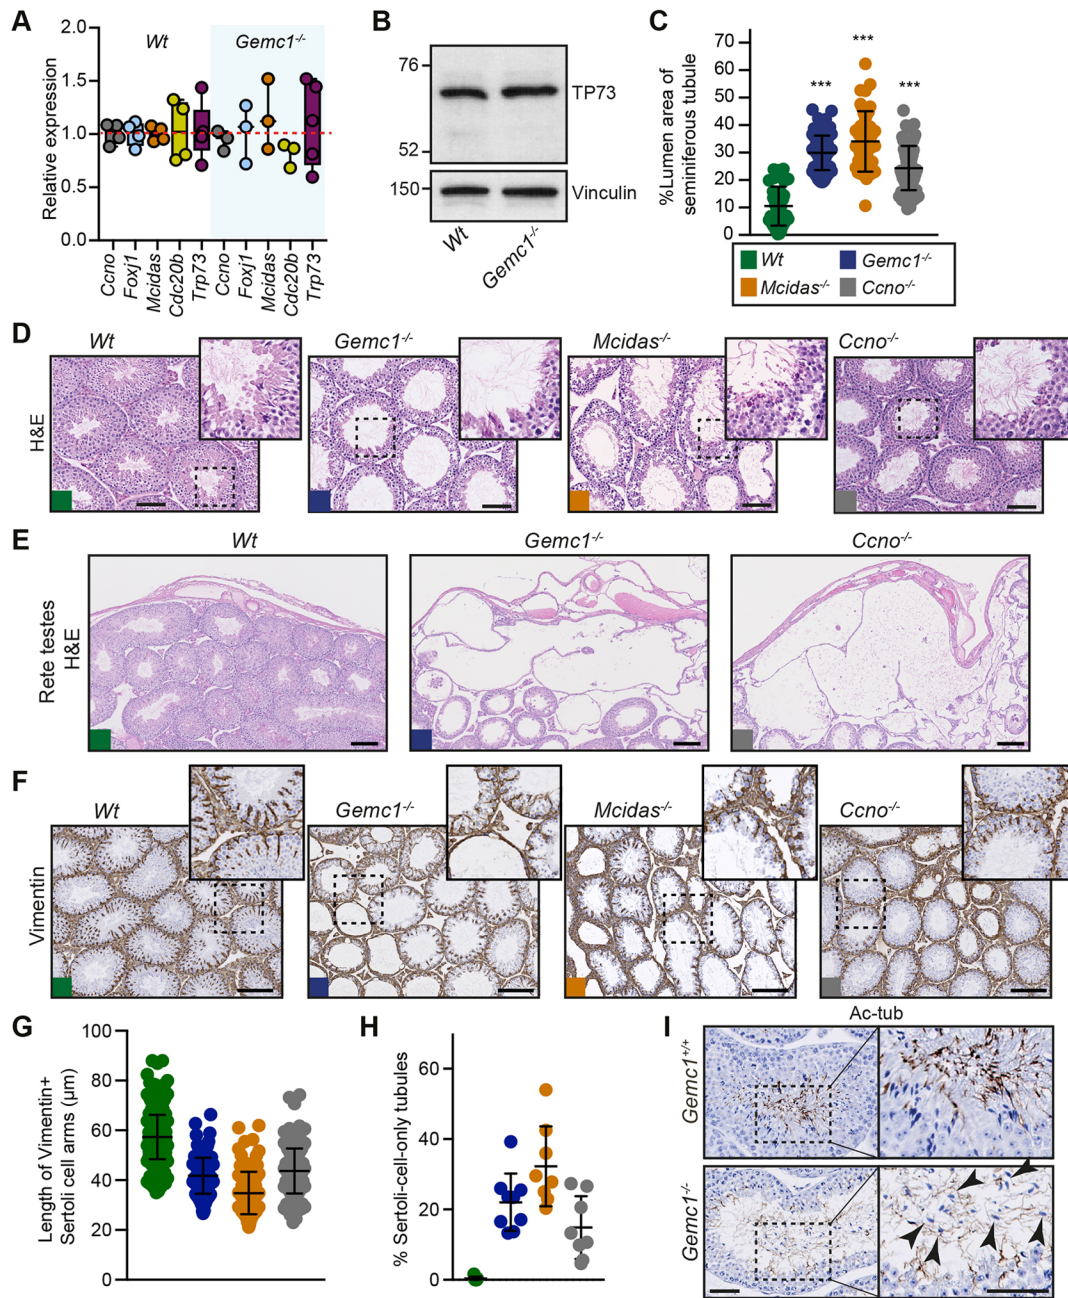 A
Relative expression
2.0
1.5
1.0
0.5
0.0
Wt
Gemc1-/-
Ccno
Foxj1
Mcidas
Cdc20b
Trp73
Ccno
Foxj1
Mcidas
Cdc20b
Trp73
B
76
52
150
TP73
Vinculin
Wt
Gemc1-/-
C
%Lumen area of
seminiferous tubule
70
60
50
40
30
20
10
0
***
***
***
Wt
Gemc1-/-
Mcidas-/-
Ccno-/-
D
H&E
Wt
Gemc1-/-
Mcidas-/-
Ccno-/-
E
Rete testes
H&E
Wt
Gemc1-/-
Ccno-/-
F
Vimentin
Wt
Gemc1-/-
Mcidas-/-
Ccno-/-
G
Length of Vimentin+
Sertoli cell arms (µm)
100
80
60
40
20
0
H
% Sertoli-cell-only tubules
60
40
20
0
I
Ac-tub
Gemc1+/+
Gemc1-/-